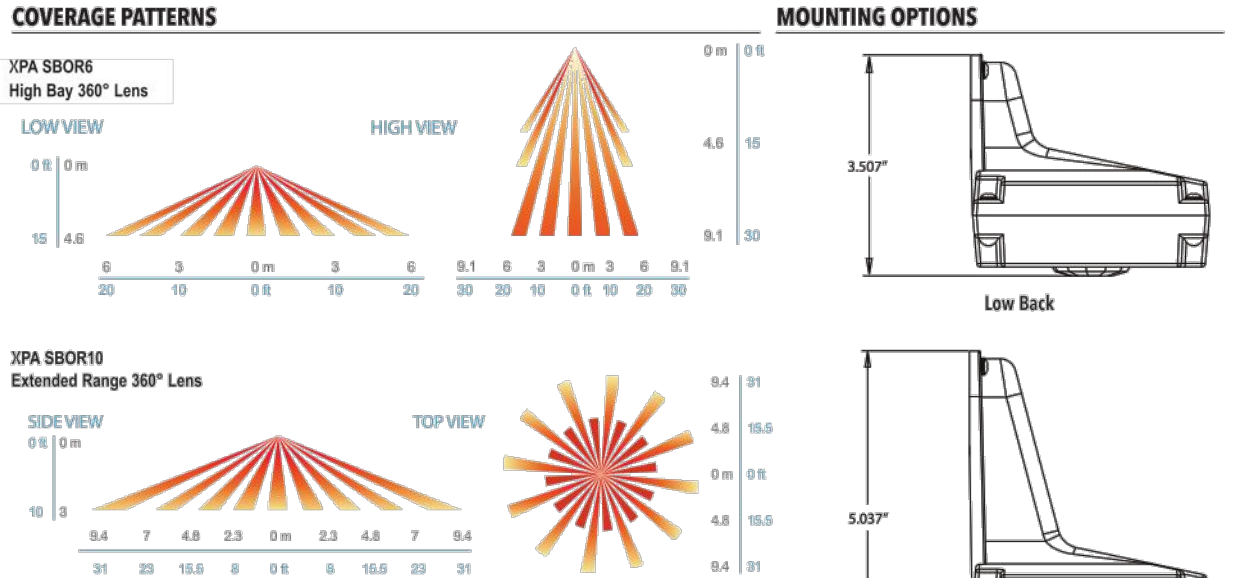 COVERAGE PATTERNS
MOUNTING OPTIONS
XPA SBOR6
High Bay 360° Lens
LOW VIEW
HIGH VIEW
0 ft 0 m
15 4.6
6 3 0 m 3 6
20 10 0 ft 10 20
0 m 0 ft
4.6 15
9.1 30
9.1 6 3 0 m 3 6 9.1
30 20 10 0 ft 10 20 30
3.507"
Low Back
XPA SBOR10
Extended Range 360° Lens
SIDE VIEW
TOP VIEW
0 ft 0 m
10 3
9.4 7 4.8 2.3 0 m 2.3 4.8 7 9.4
31 23 15.5 8 0 ft 8 15.5 23 31
9.4 31
4.8 15.5
0 m 0 ft
4.8 15.5
9.4 31
5.037"